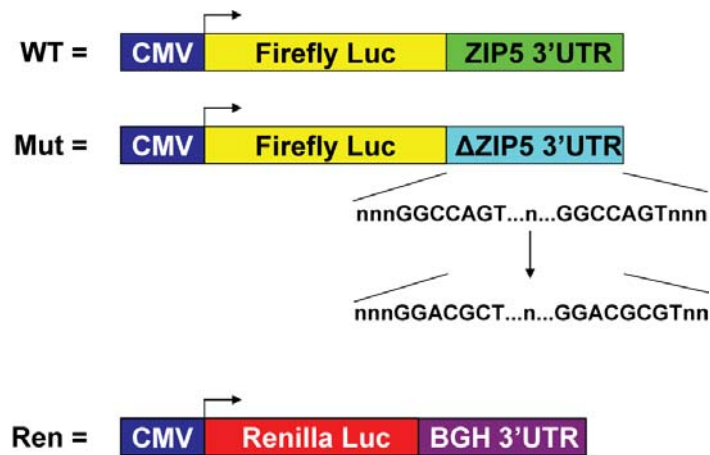 WT = CMV Firefly Luc ZIP5 3'UTR
Mut = CMV Firefly Luc ΔZIP5 3'UTR
nnnGGCCAGT...n...GGCCAGTnnn
nnnGGACGCT...n...GGACGCGTnn
Ren = CMV Renilla Luc BGH 3'UTR